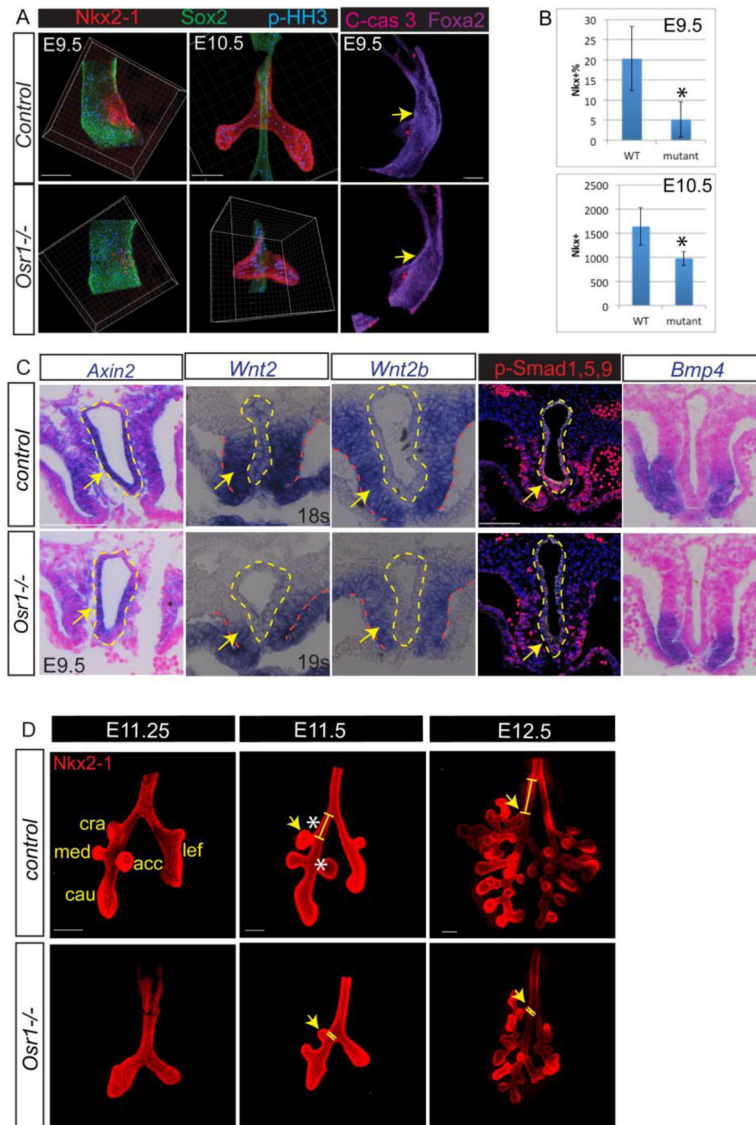 A
Nkx2-1 Sox2 p-HH3 C-cas 3 Foxa2
E9.5 E10.5 E9.5
Control
Osr1-/-
B
E9.5
Nkx+%
30
25
20
15
10
5
0
*
WT mutant
E10.5
Nkx+
2500
2000
1500
1000
500
0
*
WT mutant
C
Axin2 Wnt2 Wnt2b p-Smad1,5,9 Bmp4
control
18s
Osr1-/-
E9.5
19s
D
E11.25 E11.5 E12.5
control
Nkx2-1
cra
med
acc
lef
cau
*
*
Osr1-/-